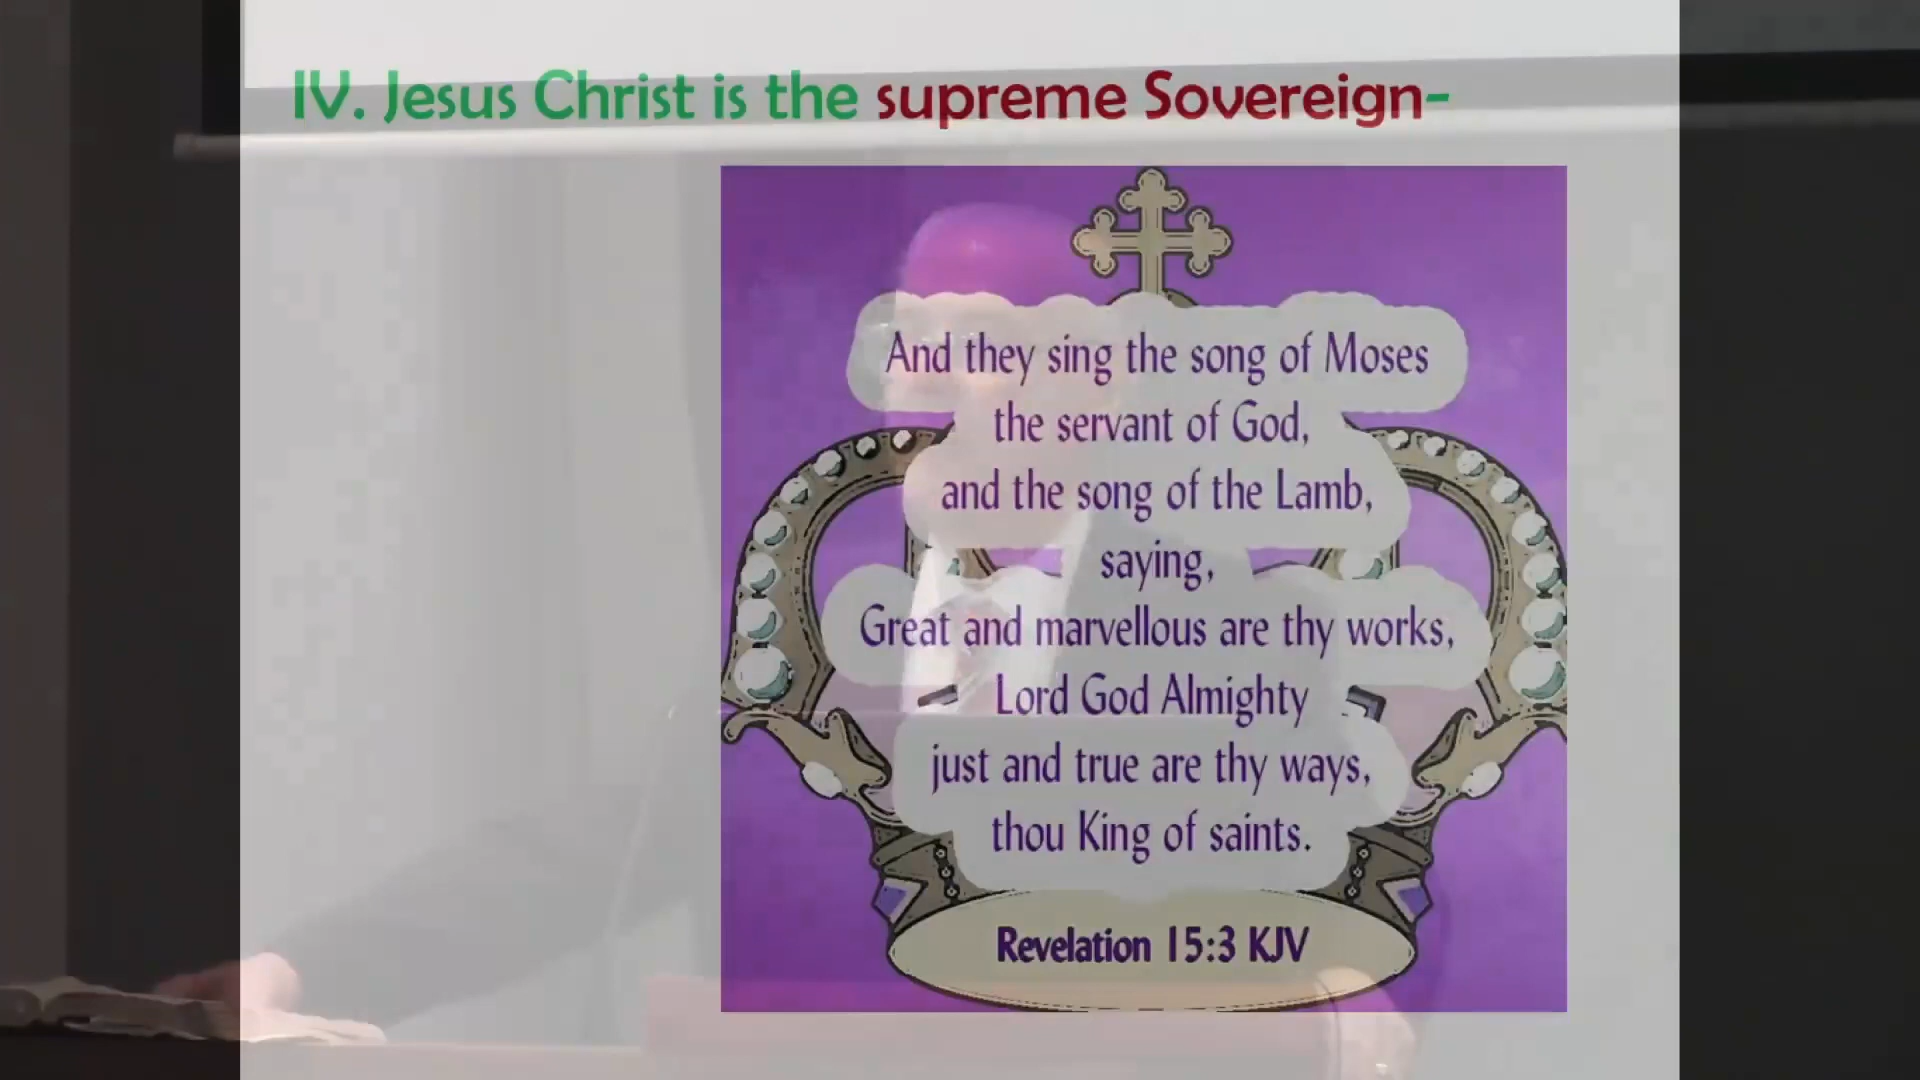 IV. Jesus Christ is the supreme Sovereign-
And they sing the song of Moses
the servant of God,
and the song of the Lamb,
saying,
Great and marvellous are thy works,
Lord God Almighty
just and true are thy ways,
thou King of saints.
Revelation 15:3 KJV